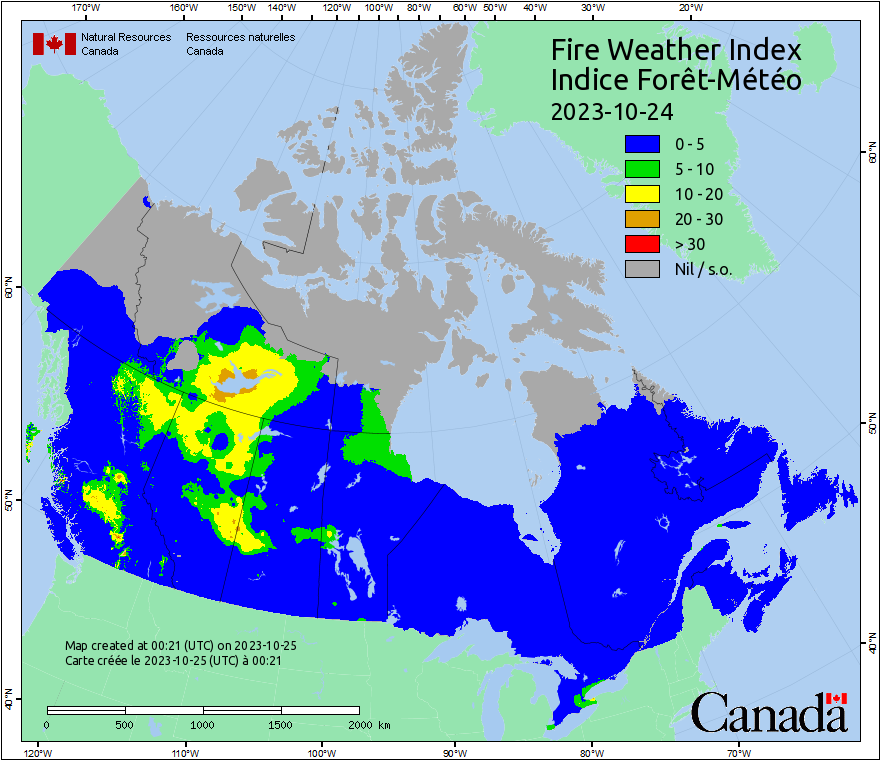 170°W 160°W 150°W 140°W 130°W 120°W 110°W 100°W 90°W 80°W 70°W 60°W 50°W 40°W 30°W 20°W
Natural Resources Canada
Ressources naturelles Canada
Fire Weather Index
Indice Forêt-Météo
2023-10-24
0 - 5
5 - 10
10 - 20
20 - 30
> 30
Nil / s.o.
60°N
60°N
50°N
50°N
40°N
40°N
Map created at 00:21 (UTC) on 2023-10-25
Carte créée le 2023-10-25 (UTC) à 00:21
0 500 1000 1500 2000 km
Canada
120°W 110°W 100°W 90°W 80°W 70°W